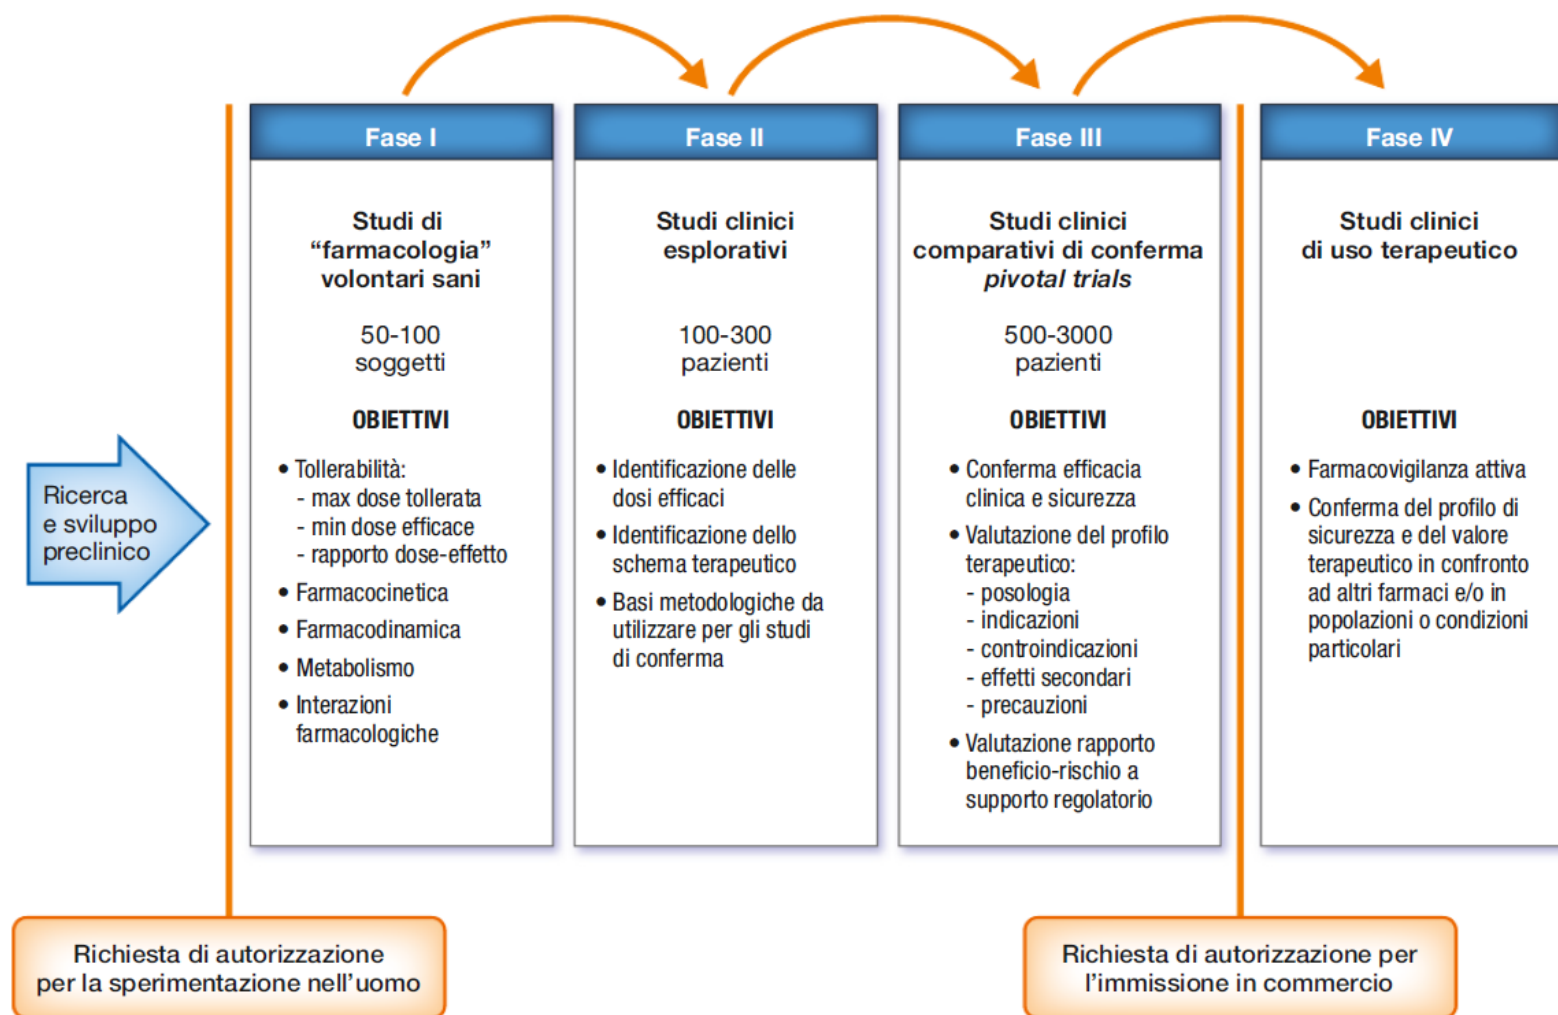 Fase I
Studi di
“farmacologia”
volontari sani
50-100
soggetti
OBIETTIVI
• Tollerabilità:
- max dose tollerata
- min dose efficace
- rapporto dose-effetto
• Farmacocinetica
• Farmacodinamica
• Metabolismo
• Interazioni
farmacologiche
Fase II
Studi clinici
esplorativi
100-300
pazienti
OBIETTIVI
• Identificazione delle
dosi efficaci
• Identificazione dello
schema terapeutico
• Basi metodologiche da
utilizzare per gli studi
di conferma
Fase III
Studi clinici
comparativi di conferma
pivotal trials
500-3000
pazienti
OBIETTIVI
• Conferma efficacia
clinica e sicurezza
• Valutazione del profilo
terapeutico:
- posologia
- indicazioni
- controindicazioni
- effetti secondari
- precauzioni
• Valutazione rapporto
beneficio-rischio a
supporto regolatorio
Fase IV
Studi clinici
di uso terapeutico
OBIETTIVI
• Farmacovigilanza attiva
• Conferma del profilo di
sicurezza e del valore
terapeutico in confronto
ad altri farmaci e/o in
popolazioni o condizioni
particolari
Ricerca
e sviluppo
preclinico
Richiesta di autorizzazione
per la sperimentazione nell’uomo
Richiesta di autorizzazione per
l’immissione in commercio